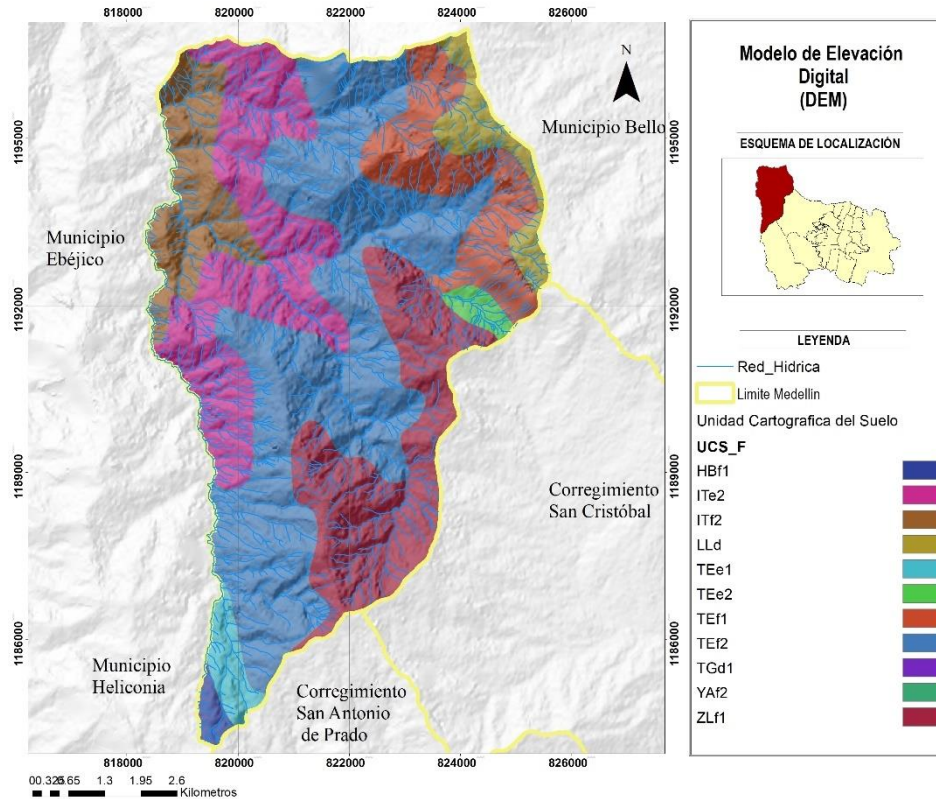 818000
820000
822000
824000
826000
1195000
1192000
1189000
1186000
N
Municipio Bello
Municipio
Ebéjico
Corregimiento
San Cristóbal
Municipio
Heliconia
Corregimiento
San Antonio
de Prado
1195000
1192000
1189000
1186000
818000
820000
822000
824000
826000
1.3
1.95
2.6
Kilometros
Modelo de Elevación
Digital
(DEM)
ESQUEMA DE LOCALIZACIÓN
LEYENDA
Red_Hidrica
Limite Medellin
Unidad Cartografica del Suelo
UCS_F
HBf1
ITe2
ITf2
LLd
TEe1
TEe2
TEf1
TEf2
TGd1
YAf2
ZLf1